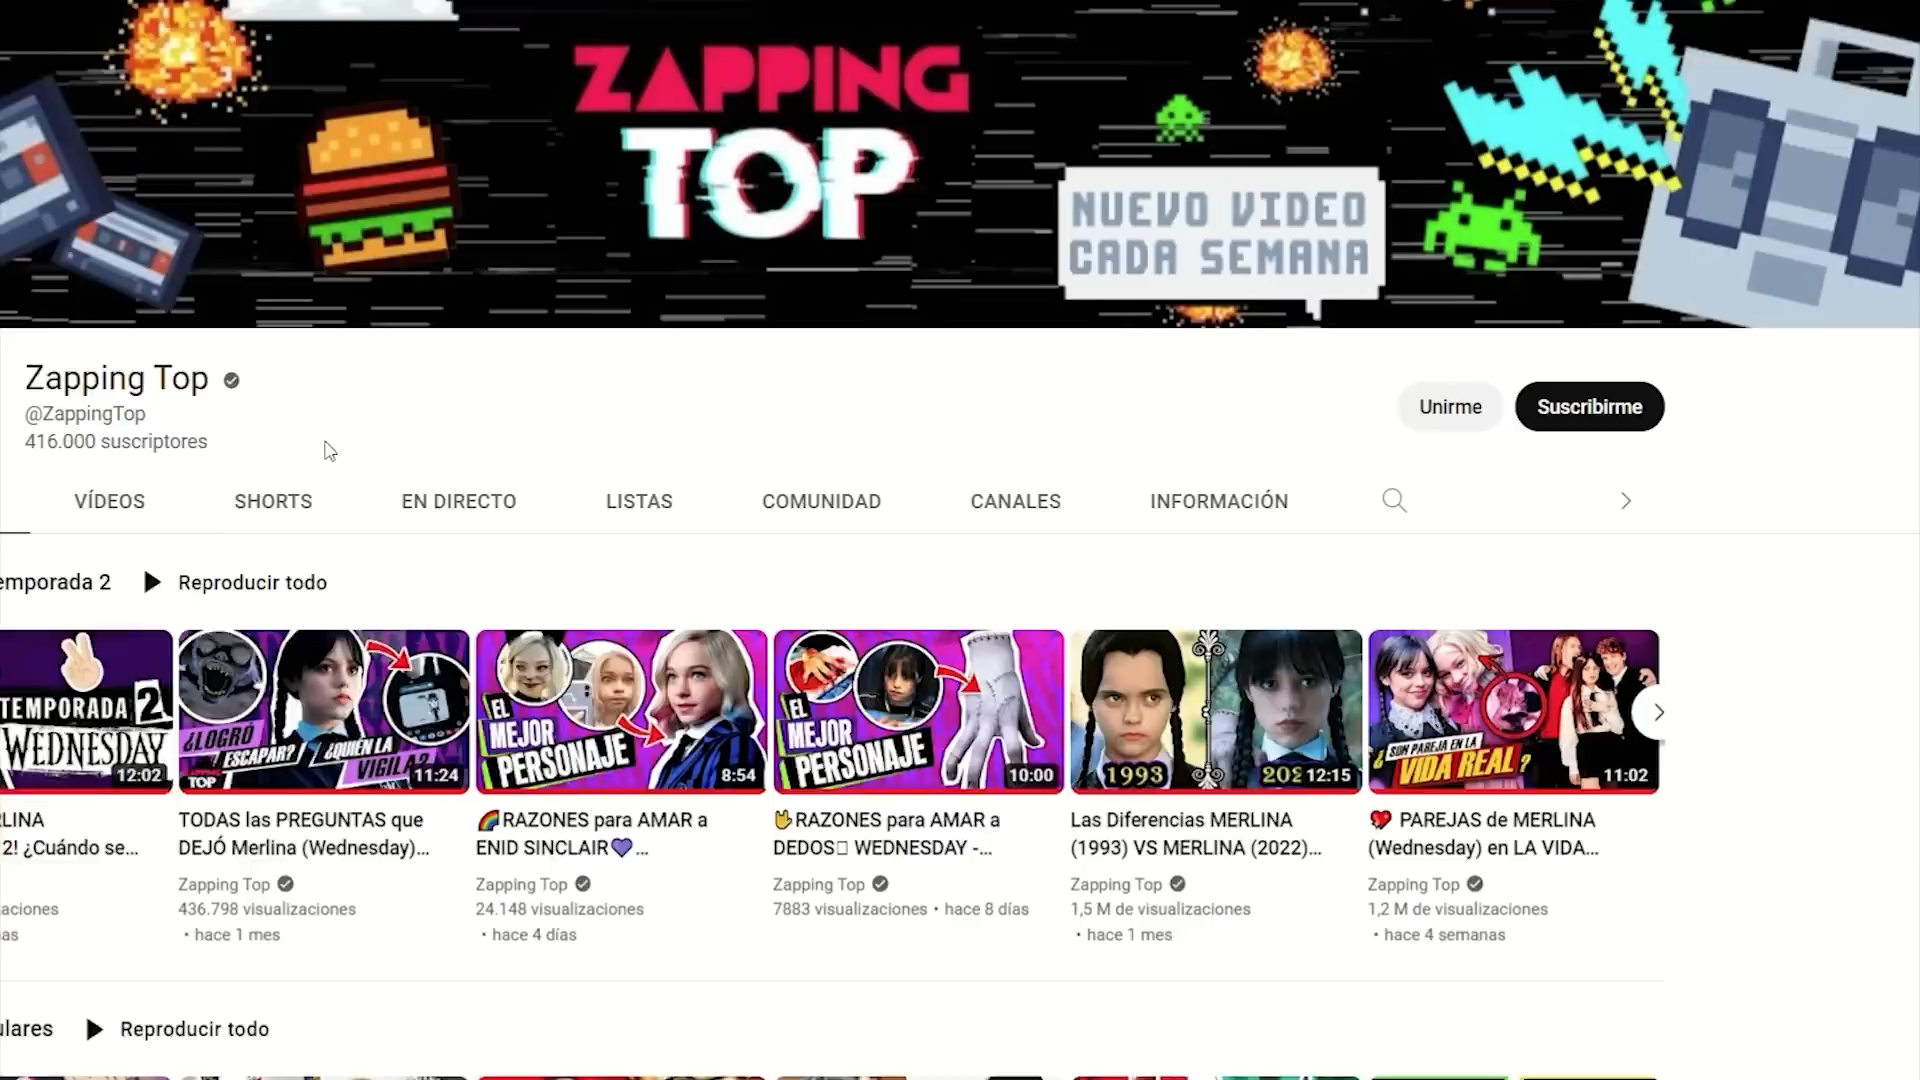 ZAPPING
TOP
NUEVO VIDEO
CADA SEMANA
Zapping Top
@ZappingTop
416.000 suscriptores
Unirme
Suscribirme
VÍDEOS
SHORTS
EN DIRECTO
LISTAS
COMUNIDAD
CANALES
INFORMACIÓN
emporada 2
Reproducir todo
TEMPORADA 2
WEDNESDAY
12:02
¿LOGRÓ
ESCAPAR?
¿QUIÉN LA
VIGILA?
TOP
11:24
EL
MEJOR
PERSONAJE
8:54
EL
MEJOR
PERSONAJE
10:00
1993
202
12:15
¿SON PAREJA EN LA
VIDA REAL?
11:02
RLINA
2! ¿Cuándo se...
aciones
as
TODAS las PREGUNTAS que
DEJÓ Merlina (Wednesday)...
Zapping Top
436.798 visualizaciones
• hace 1 mes
🌈RAZONES para AMAR a
ENID SINCLAIR💜 ...
Zapping Top
24.148 visualizaciones
• hace 4 días
🤟RAZONES para AMAR a
DEDOS▯ WEDNESDAY -...
Zapping Top
7883 visualizaciones • hace 8 días
Las Diferencias MERLINA
(1993) VS MERLINA (2022)...
Zapping Top
1,5 M de visualizaciones
• hace 1 mes
💖 PAREJAS de MERLINA
(Wednesday) en LA VIDA...
Zapping Top
1,2 M de visualizaciones
• hace 4 semanas
ulares
Reproducir todo